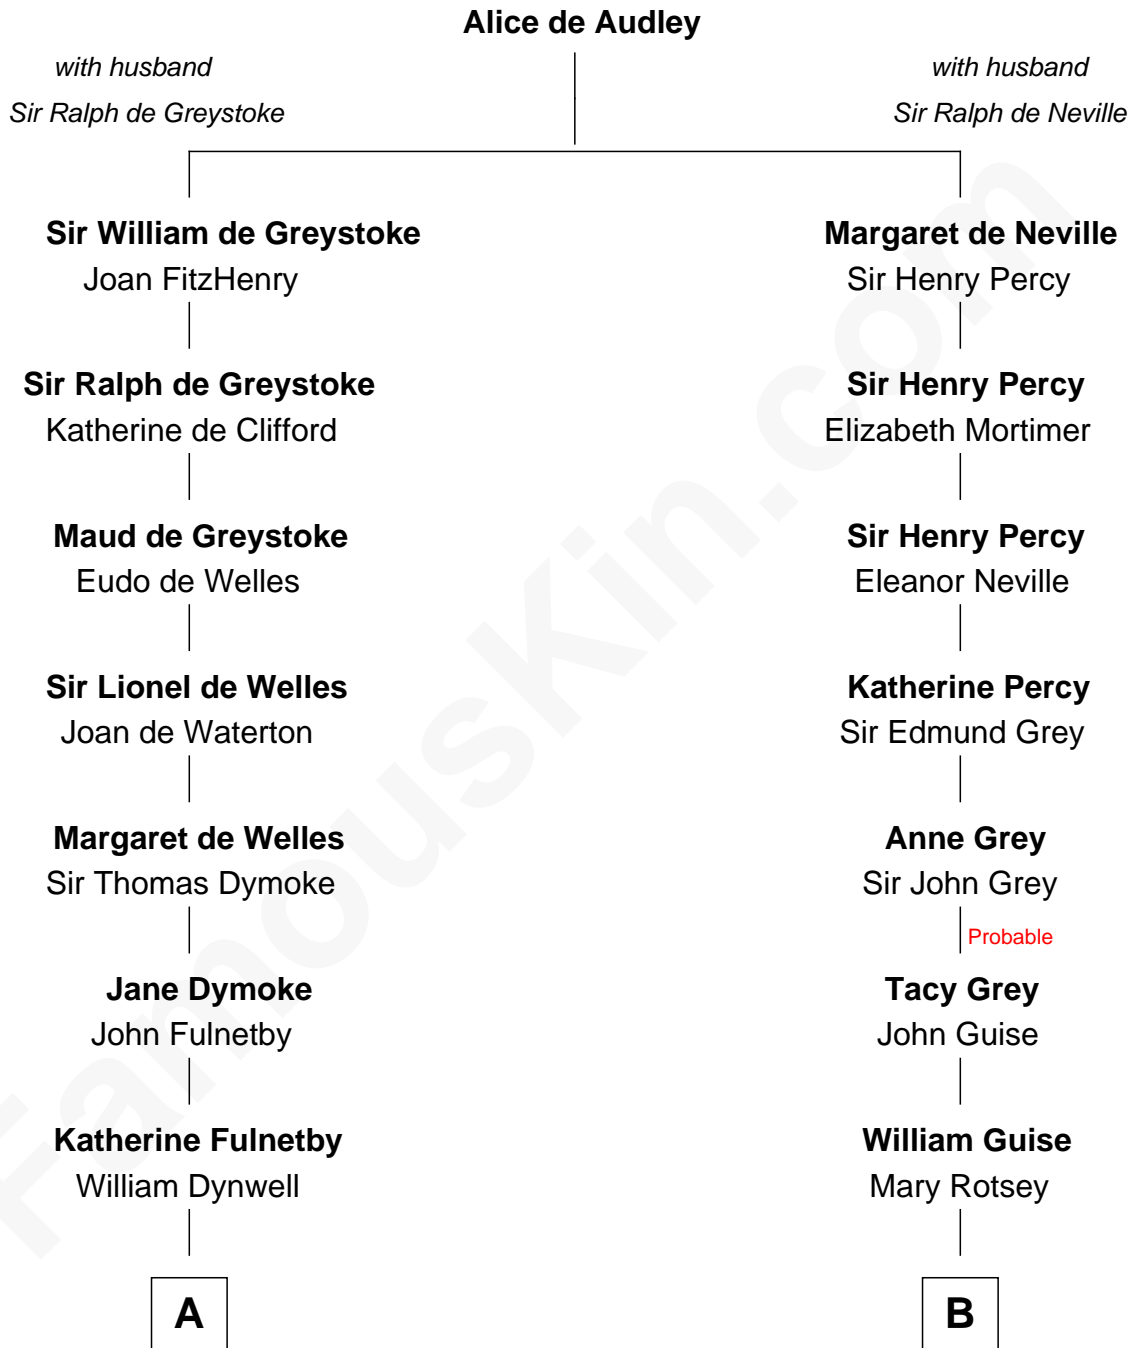 Alice de Audley
with husband
Sir Ralph de Greystoke
with husband
Sir Ralph de Neville
Sir William de Greystoke
Joan FitzHenry
Margaret de Neville
Sir Henry Percy
Sir Ralph de Greystoke
Katherine de Clifford
Sir Henry Percy
Elizabeth Mortimer
Maud de Greystoke
Eudo de Welles
Sir Henry Percy
Eleanor Neville
Sir Lionel de Welles
Joan de Waterton
Katherine Percy
Sir Edmund Grey
Margaret de Welles
Sir Thomas Dymoke
Anne Grey
Sir John Grey
Probable
Jane Dymoke
John Fulnetby
Tacy Grey
John Guise
Katherine Fulnetby
William Dynwell
William Guise
Mary Rotsey
A
B
FamousKin.com